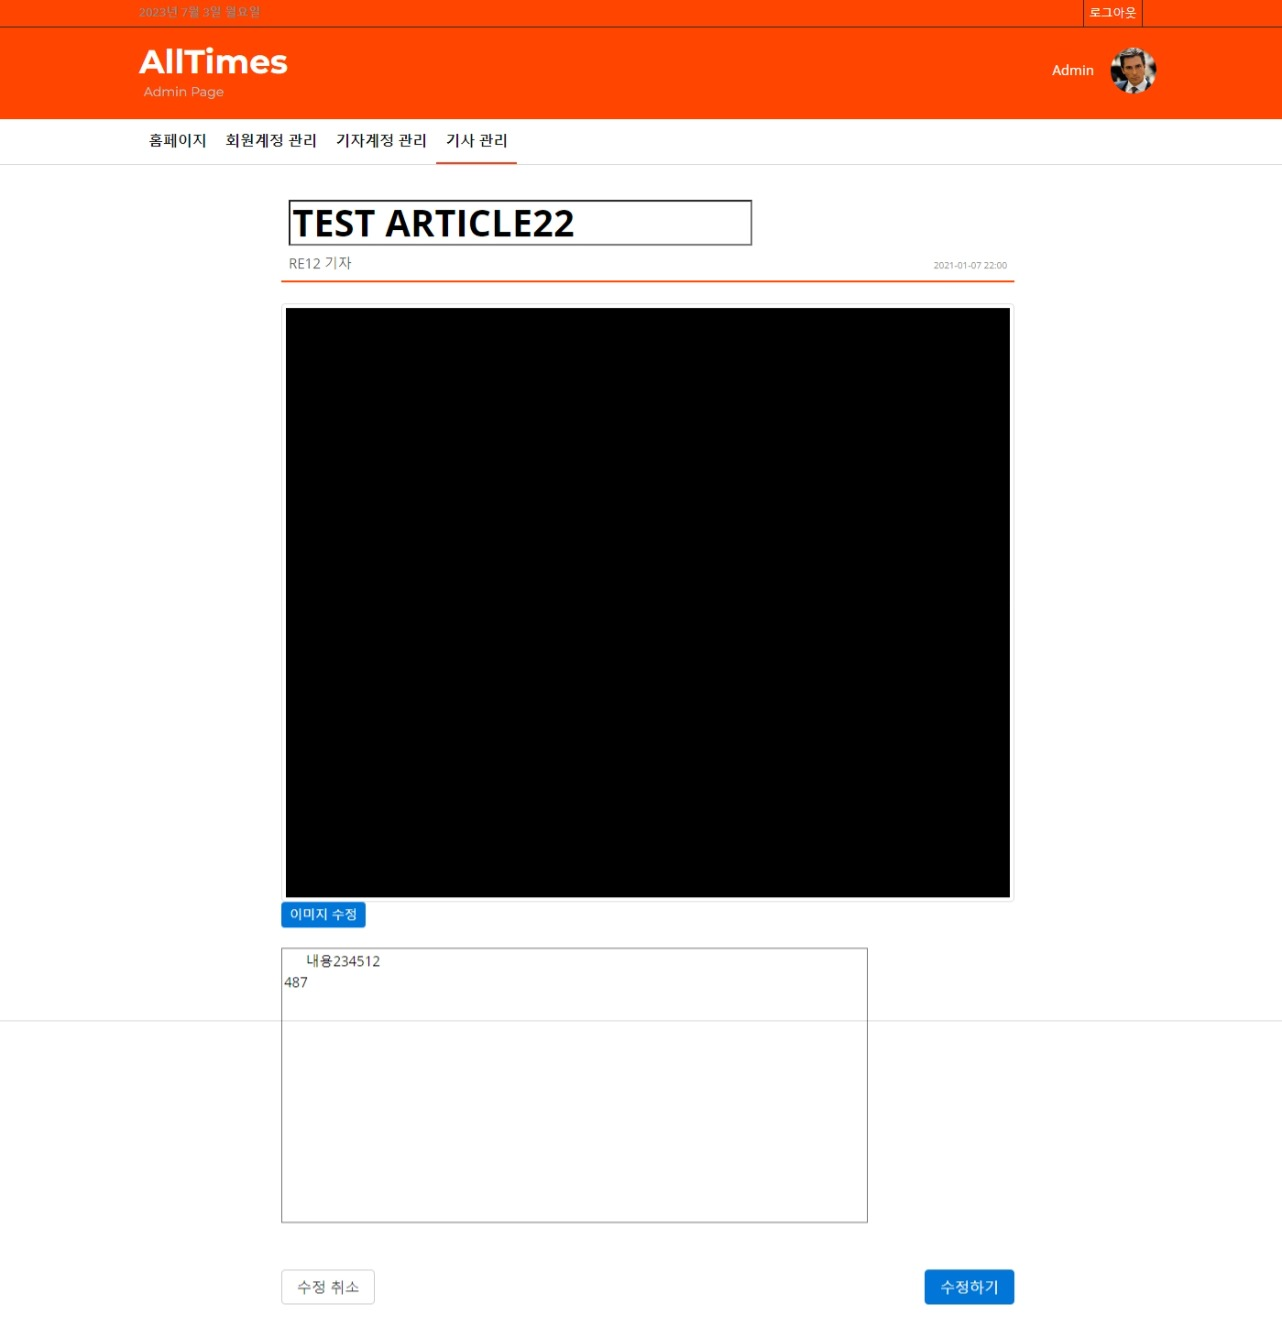 2023년 7월 3일 월요일
로그아웃
AllTimes
Admin Page
Admin
홈페이지 회원계정 관리 기자계정 관리 기사 관리
TEST ARTICLE22
RE12 기자
2021-01-07 22:00
이미지 수정
내용234512
487
수정 취소
수정하기